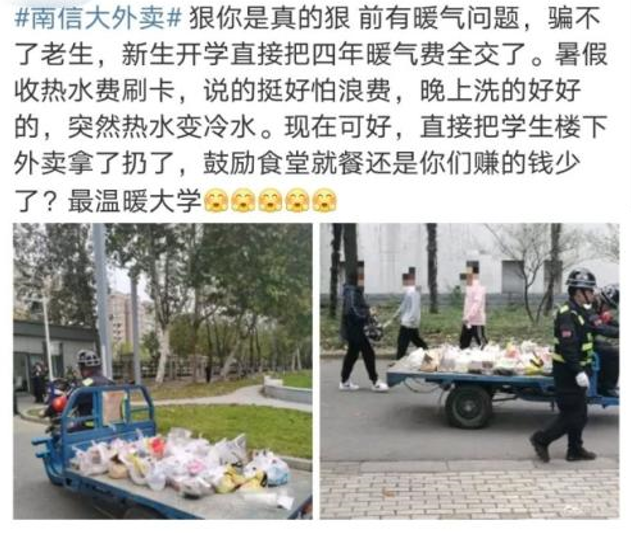 #南信大外卖# 狠你是真的狠 前有暖气问题，骗不
了老生，新生开学直接把四年暖气费全交了。暑假
收热水费刷卡，说的挺好怕浪费，晚上洗的好好
的，突然热水变冷水。现在可好，直接把学生楼下
外卖拿了扔了，鼓励食堂就餐还是你们赚的钱少
了？最温暖大学🤗🤗🤗🤗🤗